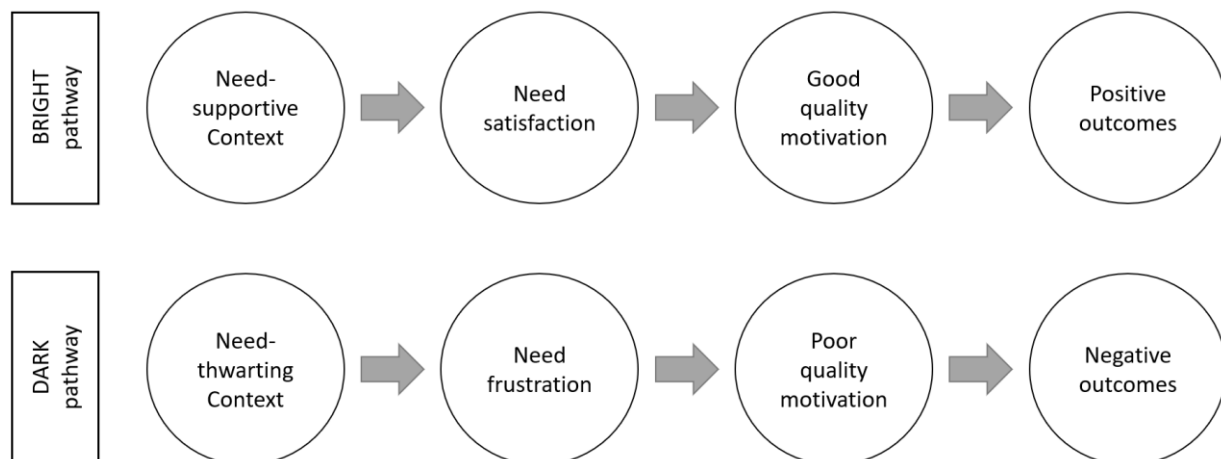 BRIGHT
pathway
Need-
supportive
Context
Need
satisfaction
Good
quality
motivation
Positive
outcomes
DARK
pathway
Need-
thwarting
Context
Need
frustration
Poor
quality
motivation
Negative
outcomes